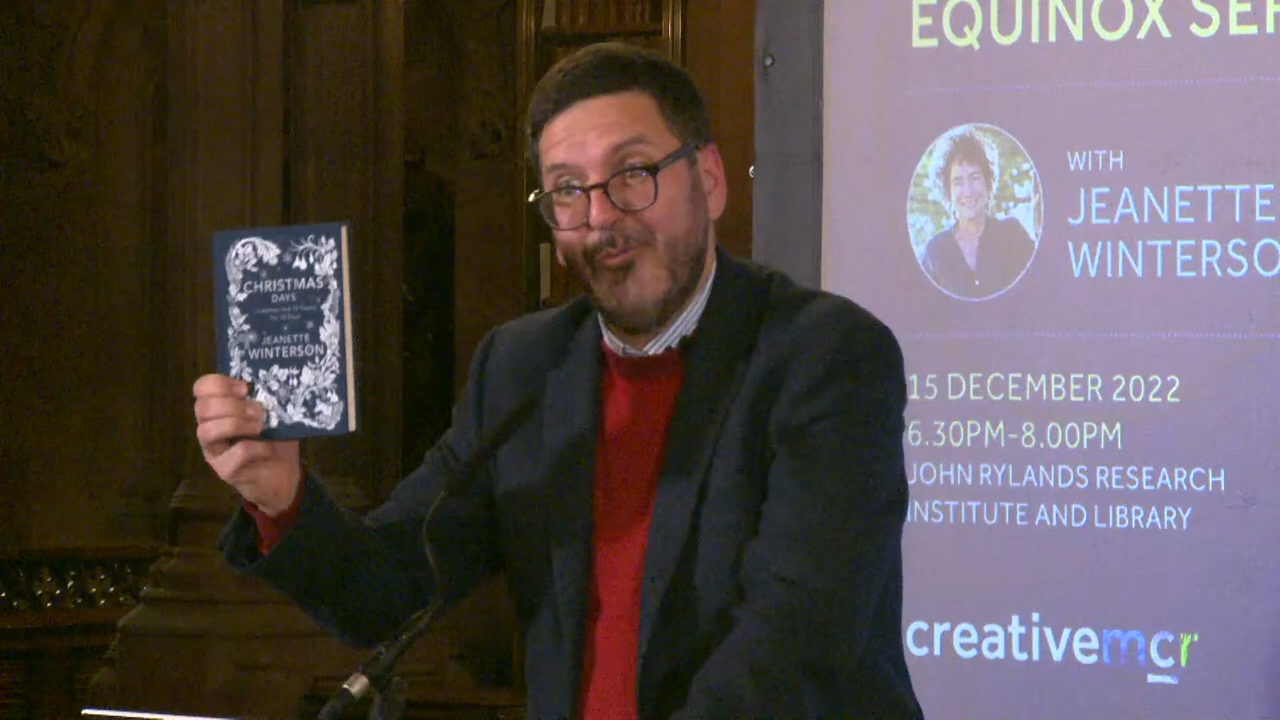 CHRISTMAS
DAYS
JEANETTE
WINTERSON
EQUINOX SER
WITH
JEANETTE
WINTERSO
15 DECEMBER 2022
6.30PM-8.00PM
JOHN RYLANDS RESEARCH
INSTITUTE AND LIBRARY
creativemcr